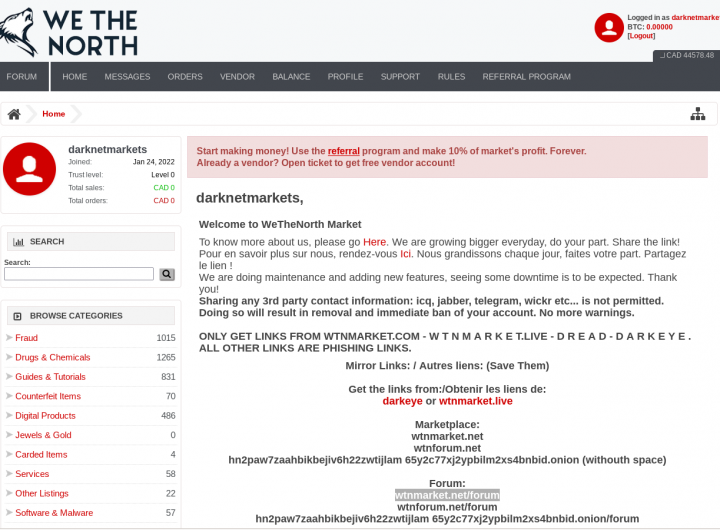 WE THE
NORTH
Logged in as darknetmarke
BTC: 0.00000
[Logout]
CAD 44578.48
FORUM HOME MESSAGES ORDERS VENDOR BALANCE PROFILE SUPPORT RULES REFERRAL PROGRAM
Home
darknetmarkets
Joined: Jan 24, 2022
Trust level: Level 0
Total sales: CAD 0
Total orders: CAD 0
SEARCH
Search:
BROWSE CATEGORIES
Fraud 1015
Drugs & Chemicals 1265
Guides & Tutorials 831
Counterfeit Items 70
Digital Products 486
Jewels & Gold 0
Carded Items 4
Services 58
Other Listings 22
Software & Malware 57
Start making money! Use the referral program and make 10% of market's profit. Forever.
Already a vendor? Open ticket to get free vendor account!
darknetmarkets,
Welcome to WeTheNorth Market
To know more about us, please go Here. We are growing bigger everyday, do your part. Share the link!
Pour en savoir plus sur nous, rendez-vous Ici. Nous grandissons chaque jour, faites votre part. Partagez
le lien !
We are doing maintenance and adding new features, seeing some downtime is to be expected. Thank
you!
Sharing any 3rd party contact information: icq, jabber, telegram, wickr etc... is not permitted.
Doing so will result in removal and immediate ban of your account. No more warnings.
ONLY GET LINKS FROM WTNMARKET.COM - W T N M A R K E T.LIVE - D R E A D - D A R K E Y E .
ALL OTHER LINKS ARE PHISHING LINKS.
Mirror Links: / Autres liens: (Save Them)
Get the links from:/Obtenir les liens de:
darkeye or wtnmarket.live
Marketplace:
wtnmarket.net
wtnforum.net
hn2paw7zaahbikbejiv6h22zwtijlam 65y2c77xj2ypbilm2xs4bnbid.onion (withouth space)
Forum:
wtnmarket.net/forum
wtnforum.net/forum
hn2paw7zaahbikbejiv6h22zwtijlam 65y2c77xj2ypbilm2xs4bnbid.onion/forum